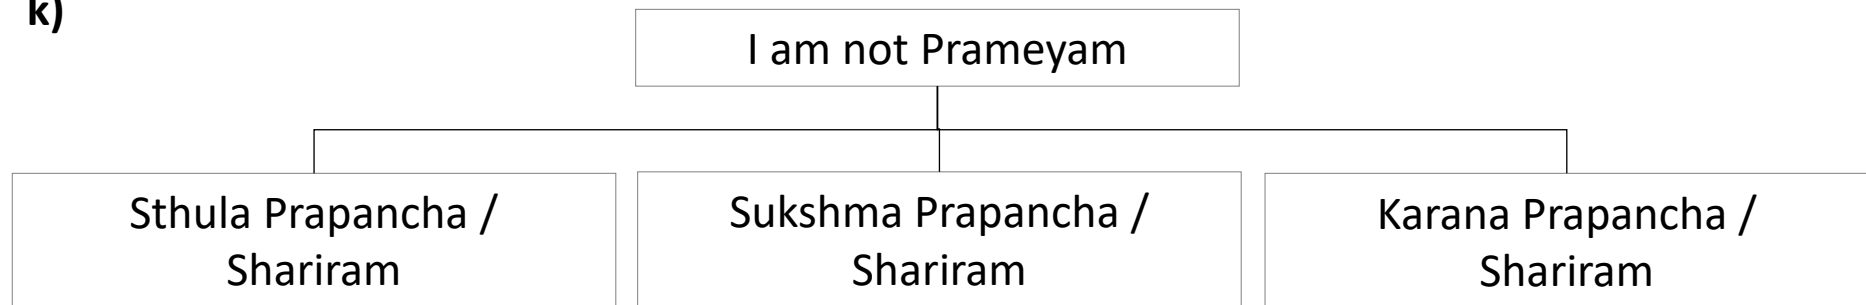 k)
I am not Prameyam
Sthula Prapancha /
Shariram
Sukshma Prapancha /
Shariram
Karana Prapancha /
Shariram